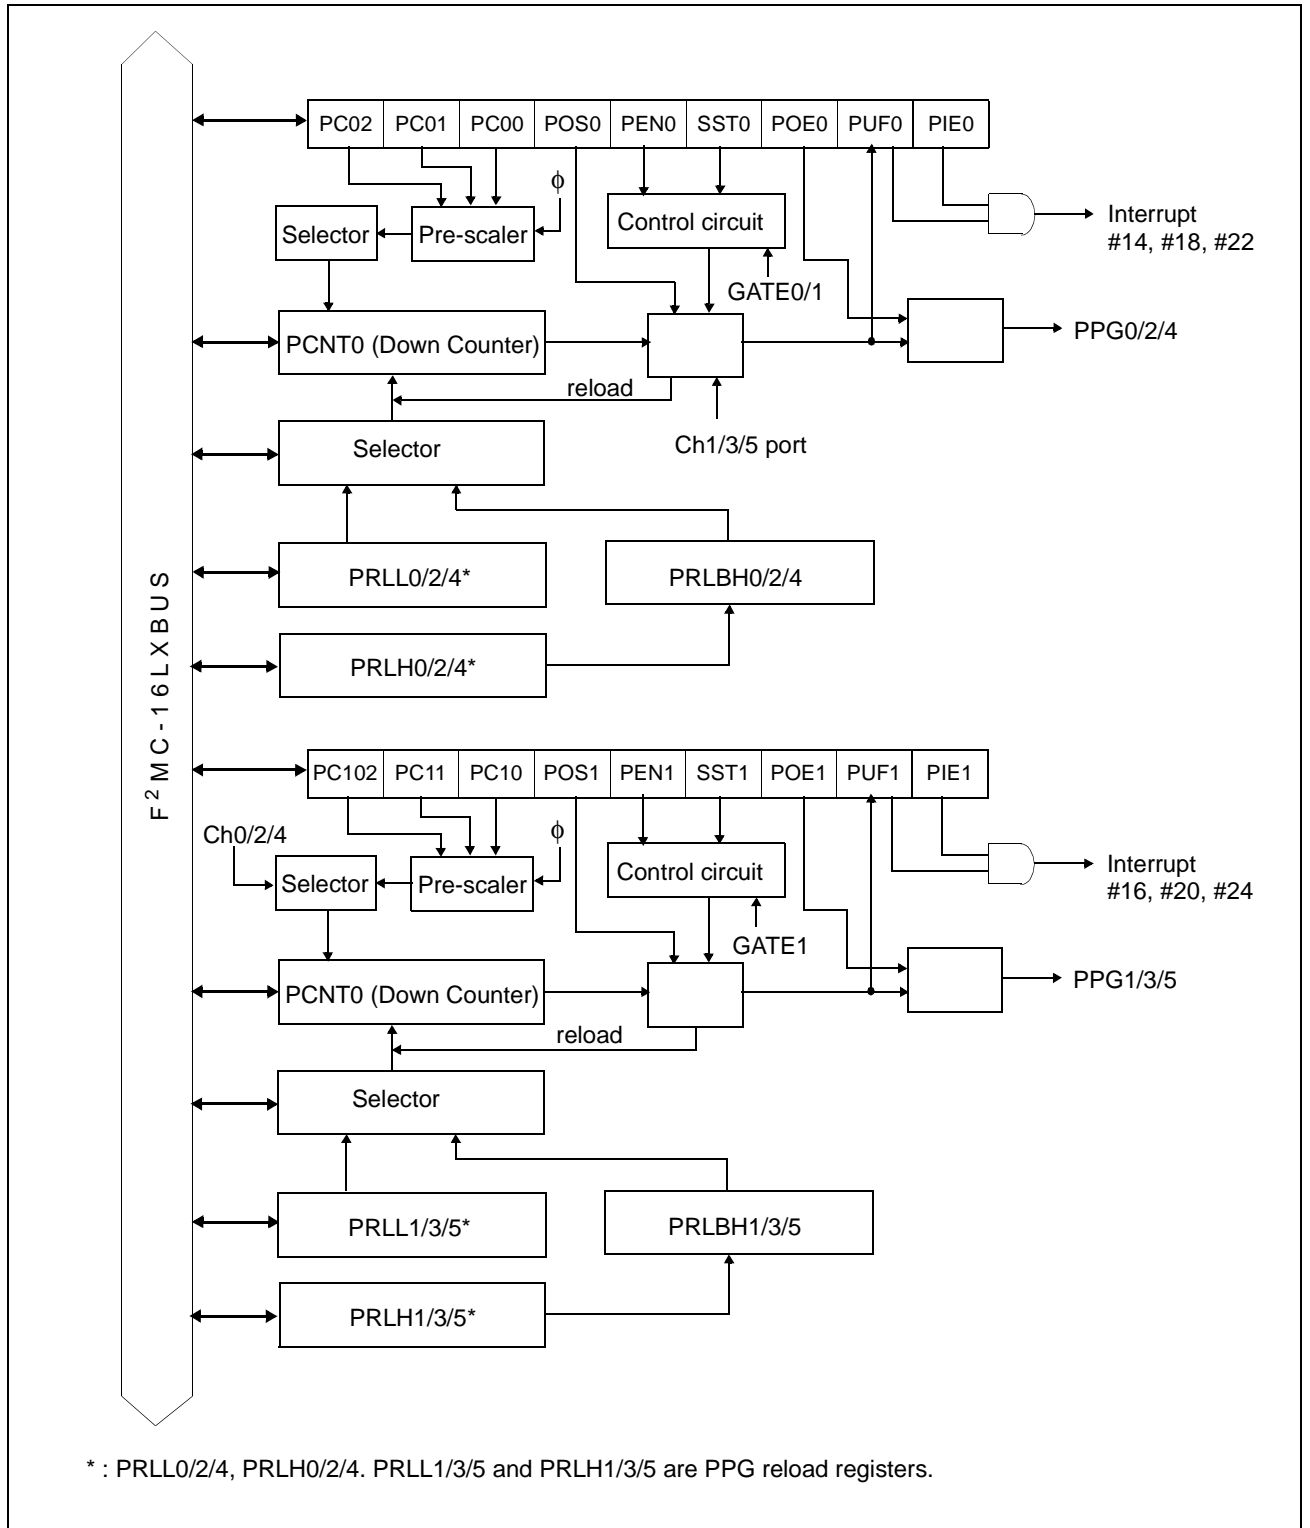 PC02 PC01 PC00 POS0 PEN0 SST0 POE0 PUF0 PIE0
ϕ
Selector
Pre-scaler
Control circuit
Interrupt
#14, #18, #22
GATE0/1
PCNT0 (Down Counter)
PPG0/2/4
reload
Selector
Ch1/3/5 port
PRLL0/2/4*
PRLBH0/2/4
PRLH0/2/4*
F²MC-16LXBUS
PC102 PC11 PC10 POS1 PEN1 SST1 POE1 PUF1 PIE1
Ch0/2/4
ϕ
Selector
Pre-scaler
Control circuit
Interrupt
#16, #20, #24
GATE1
PCNT0 (Down Counter)
PPG1/3/5
reload
Selector
PRLL1/3/5*
PRLBH1/3/5
PRLH1/3/5*
* : PRLL0/2/4, PRLH0/2/4. PRLL1/3/5 and PRLH1/3/5 are PPG reload registers.